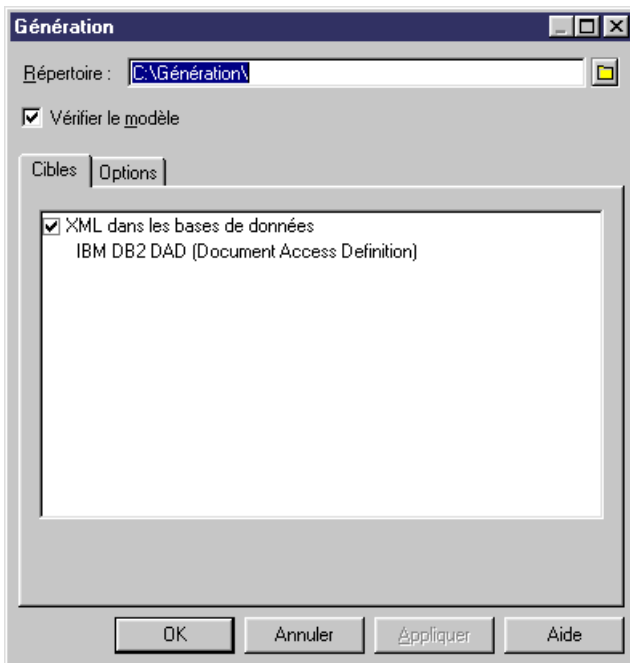 Génération
Répertoire : C:\Génération\
Vérifier le modèle
Cibles Options
XML dans les bases de données
IBM DB2 DAD (Document Access Definition)
OK Annuler Appliquer Aide